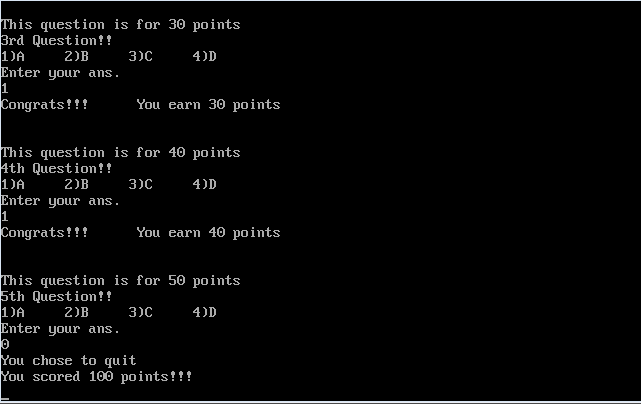 This question is for 30 points
3rd Question!!
1)A     2)B     3)C     4)D
Enter your ans.
1
Congrats!!!      You earn 30 points
This question is for 40 points
4th Question!!
1)A     2)B     3)C     4)D
Enter your ans.
1
Congrats!!!      You earn 40 points
This question is for 50 points
5th Question!!
1)A     2)B     3)C     4)D
Enter your ans.
0
You chose to quit
You scored 100 points!!!